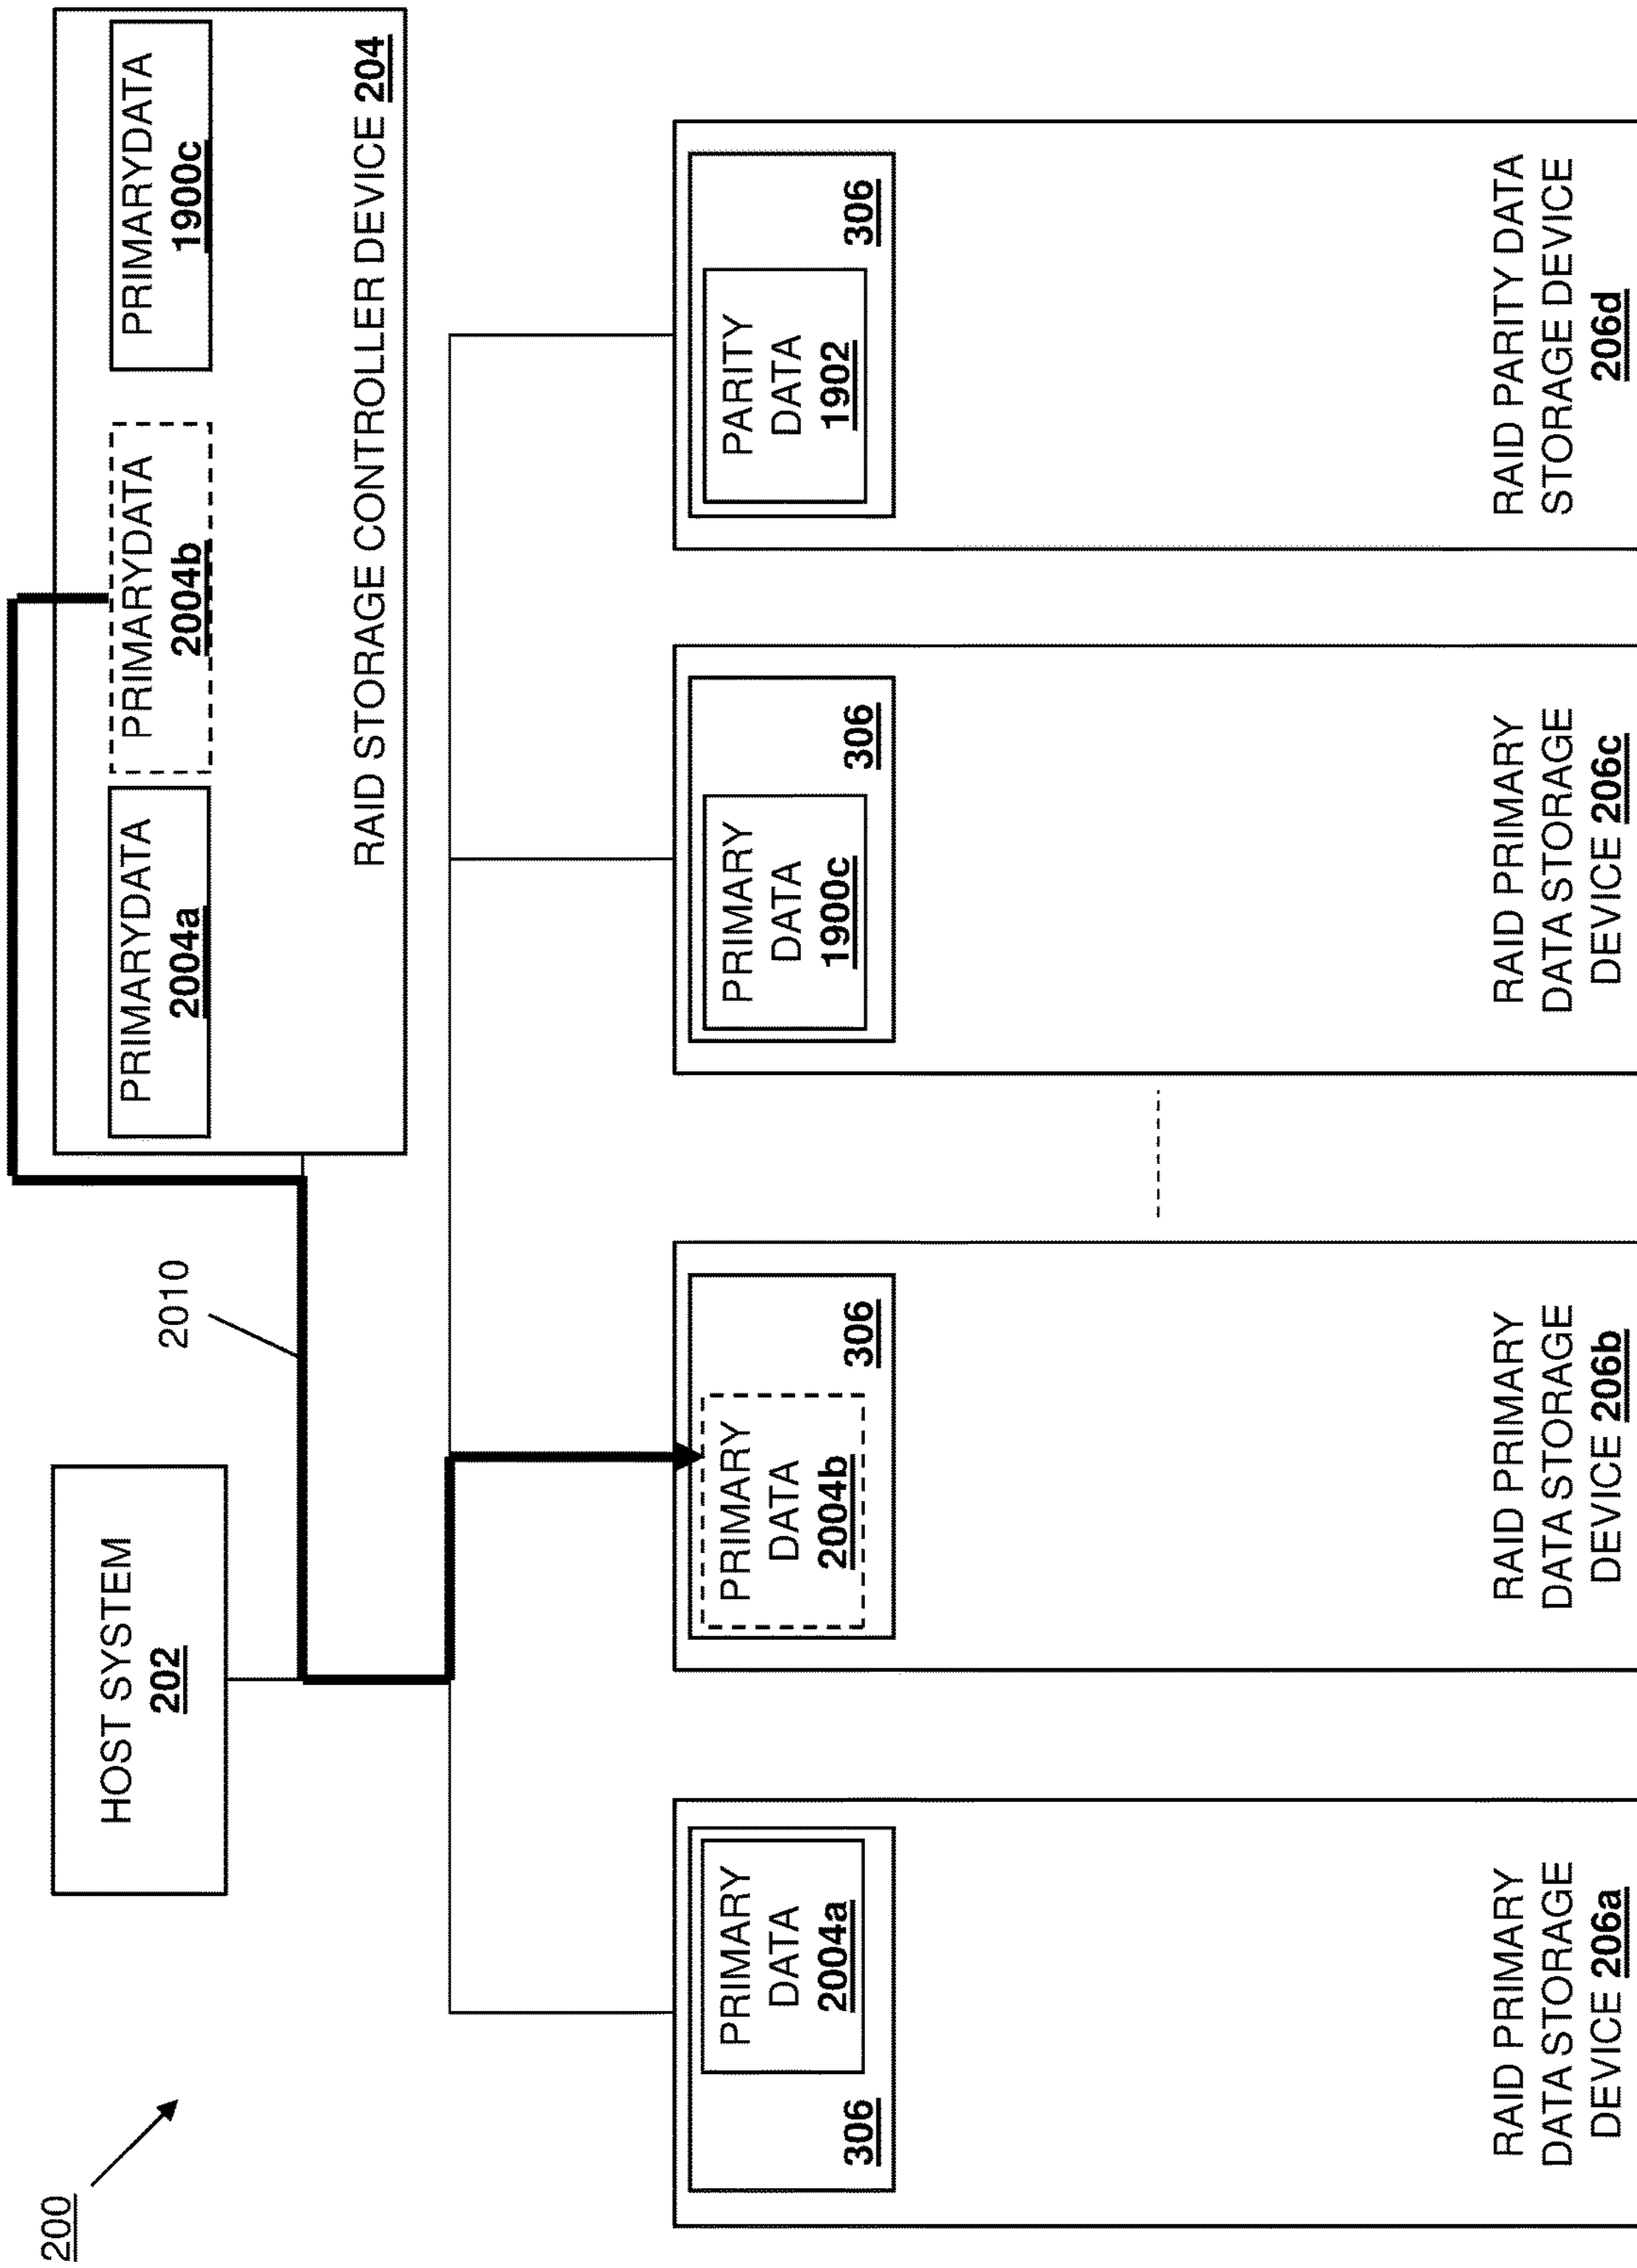 200
HOST SYSTEM
202
2010
PRIMARYDATA
2004a
PRIMARYDATA
2004b
PRIMARYDATA
1900c
RAID STORAGE CONTROLLER DEVICE 204
PRIMARY
DATA
2004a
306
RAID PRIMARY
DATA STORAGE
DEVICE 206a
PRIMARY
DATA
2004b
306
RAID PRIMARY
DATA STORAGE
DEVICE 206b
PRIMARY
DATA
1900c
306
RAID PRIMARY
DATA STORAGE
DEVICE 206c
PARITY
DATA
1902
306
RAID PARITY DATA
STORAGE DEVICE
206d